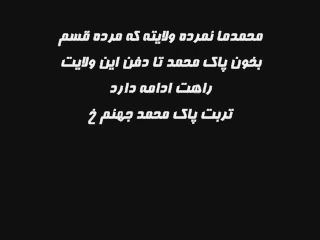 محمدما نمرده ولایته که مرده قسم
بخون پاک محمد تا دفن این ولایت
راهت ادامه دارد
تربت پاک محمد جهنم خ